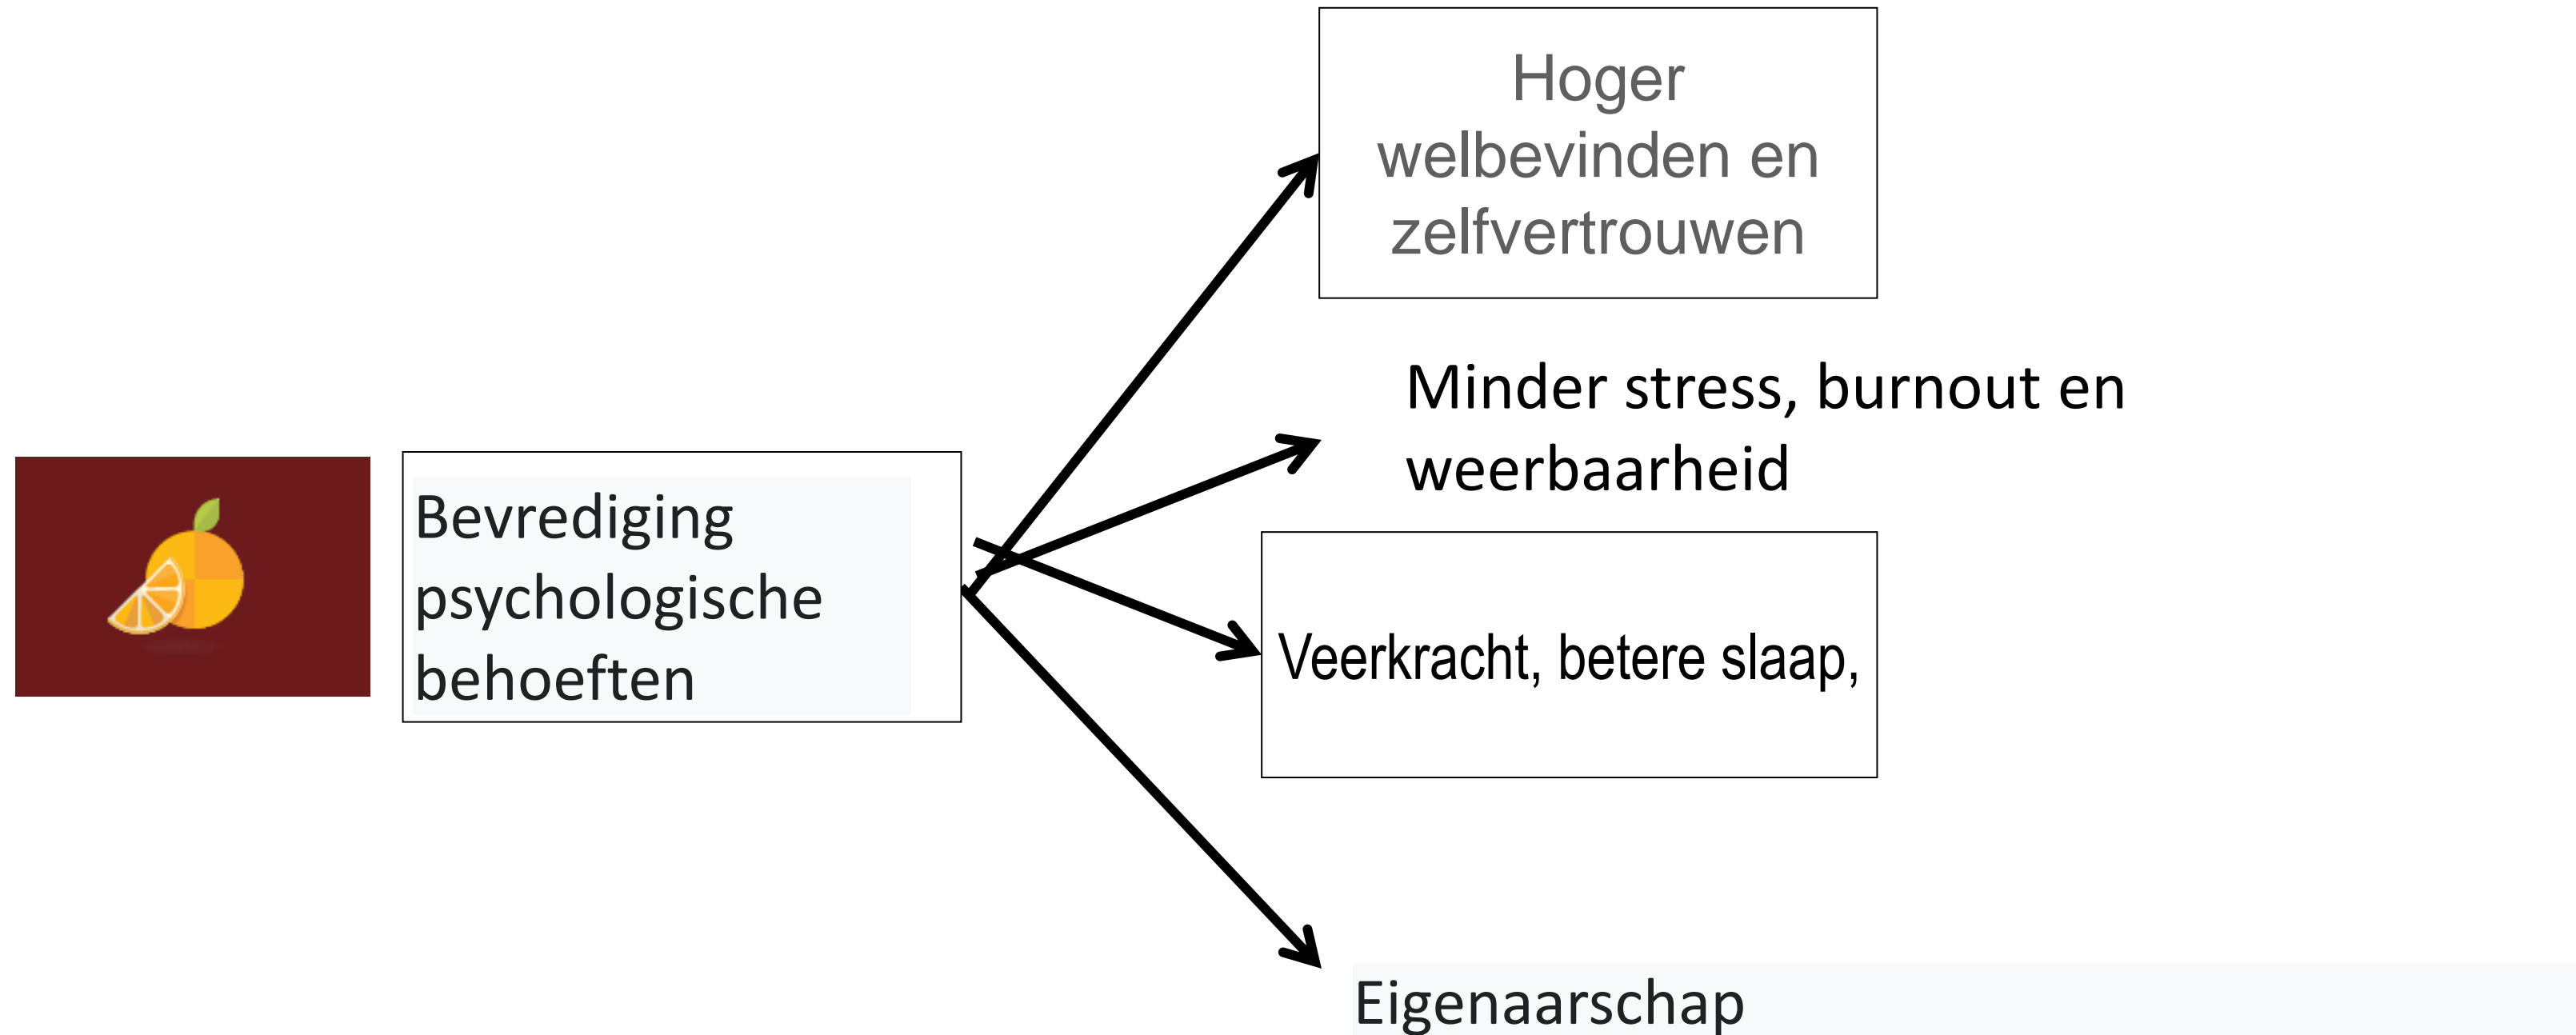 Hoger
welbevinden en
zelfvertrouwen
Minder stress, burnout en
weerbaarheid
Bevrediging
psychologische
behoeften
Veerkracht, betere slaap,
Eigenaarschap